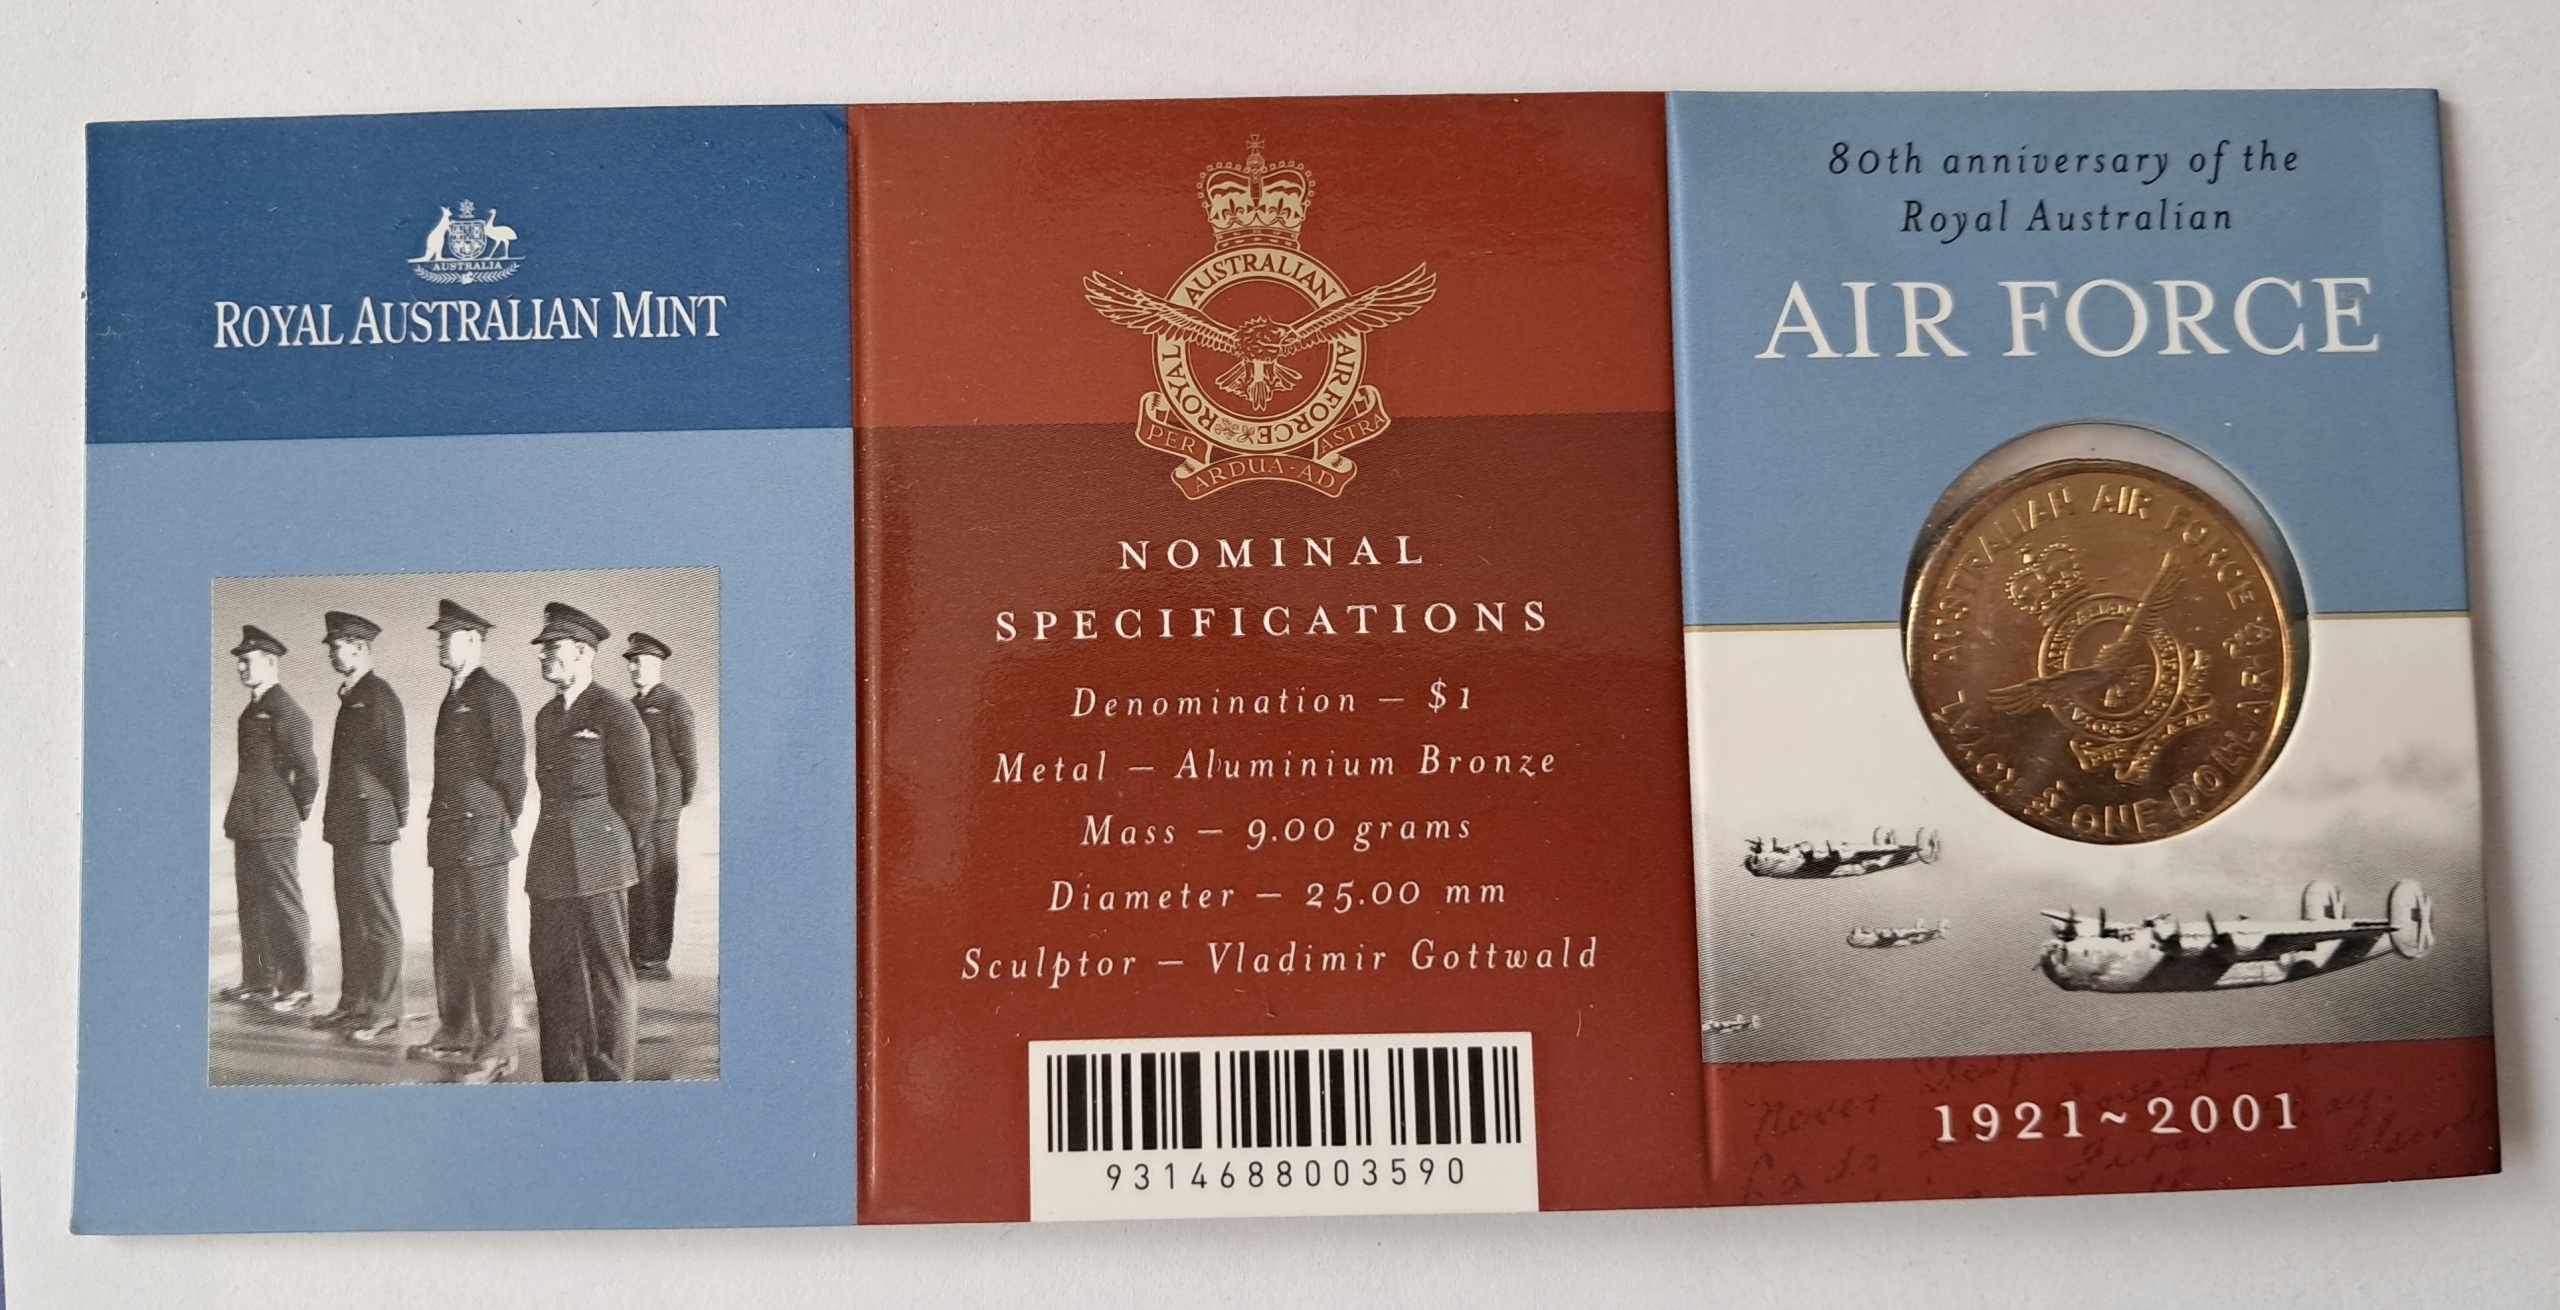 AUSTRALIA
ROYAL AUSTRALIAN MINT
ROYAL AUSTRALIAN AIR FORCE
PER ARDUA·AD ASTRA
NOMINAL
SPECIFICATIONS
Denomination – $1
Metal – Aluminium Bronze
Mass – 9.00 grams
Diameter – 25.00 mm
Sculptor – Vladimir Gottwald
9314688003590
80th anniversary of the
Royal Australian
AIR FORCE
ROYAL AUSTRALIAN AIR FORCE
ONE DOLLAR
1921~2001
Never